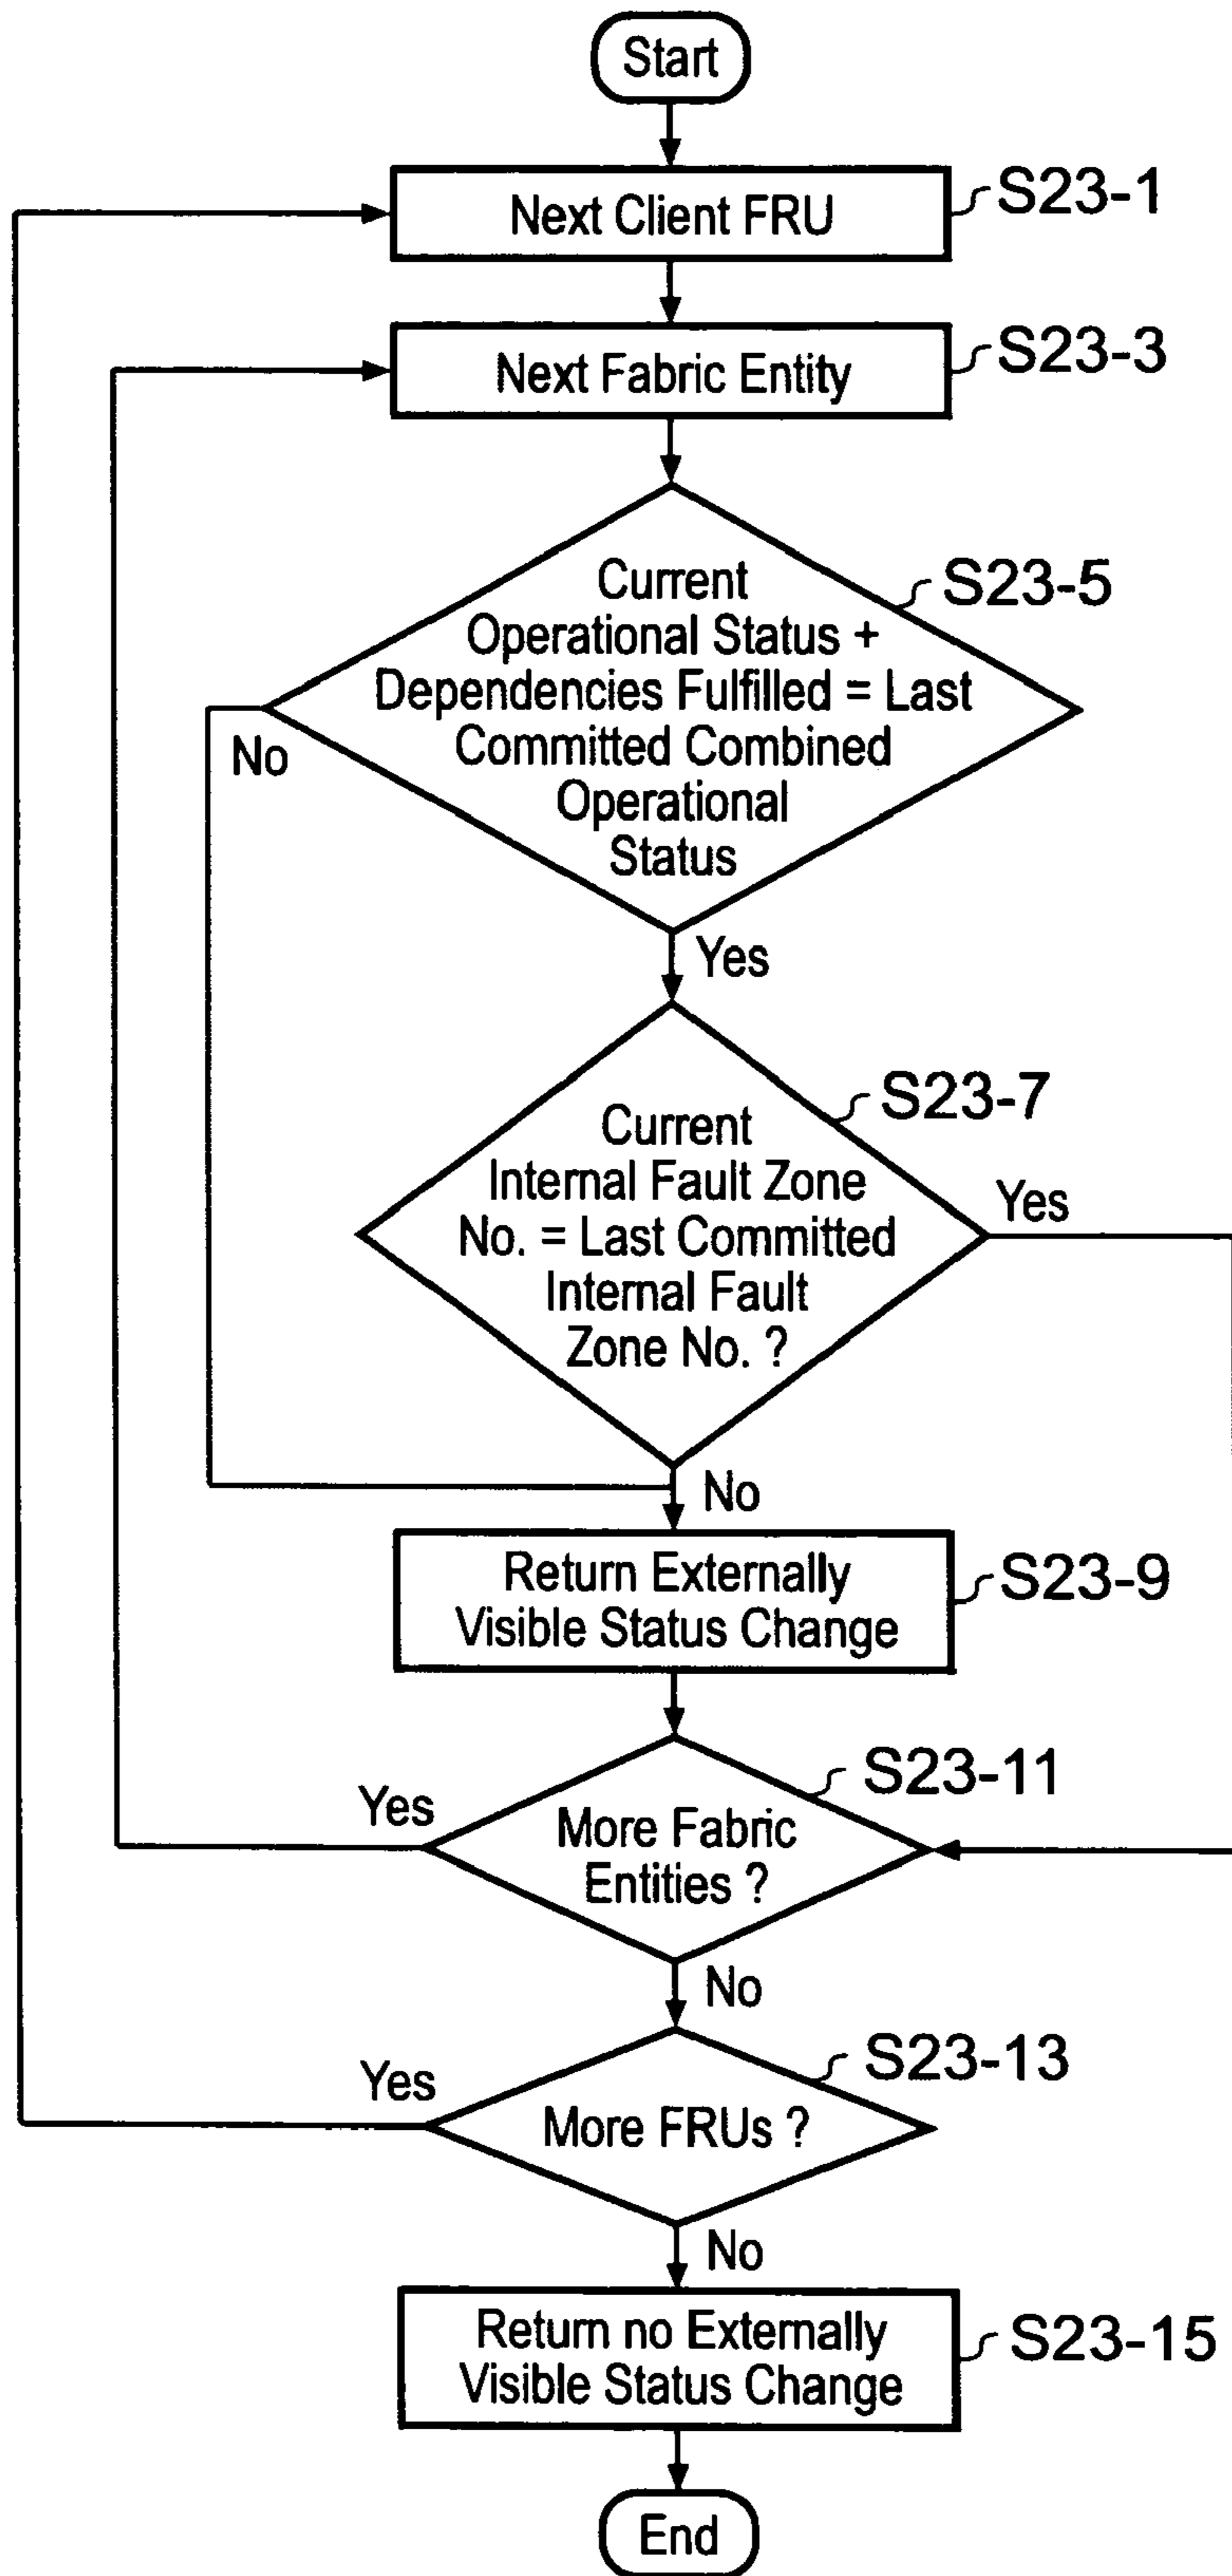 Start
Next Client FRU
S23-1
Next Fabric Entity
S23-3
Current
Operational Status +
Dependencies Fulfilled = Last
Committed Combined
Operational
Status
S23-5
No
Yes
Current
Internal Fault Zone
No. = Last Committed
Internal Fault
Zone No. ?
S23-7
Yes
No
Return Externally
Visible Status Change
S23-9
More Fabric
Entities ?
S23-11
Yes
No
More FRUs ?
S23-13
Yes
No
Return no Externally
Visible Status Change
S23-15
End